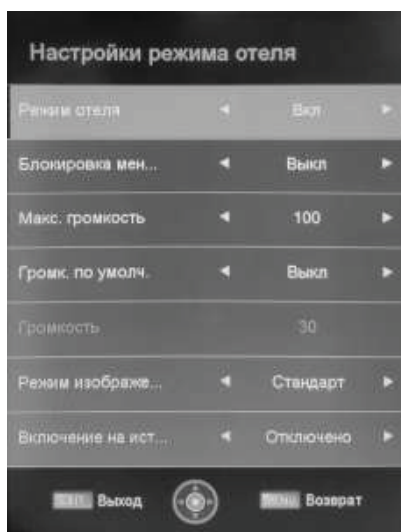 Настройки режима отеля
Режим отеля ◄ Вкл ►
Блокировка мен... ◄ Выкл ►
Макс. громкость ◄ 100 ►
Громк. по умолч. ◄ Выкл ►
Громкость 30
Режим изображе... ◄ Стандарт ►
Включение на ист... ◄ Отключено ►
Выход Возврат